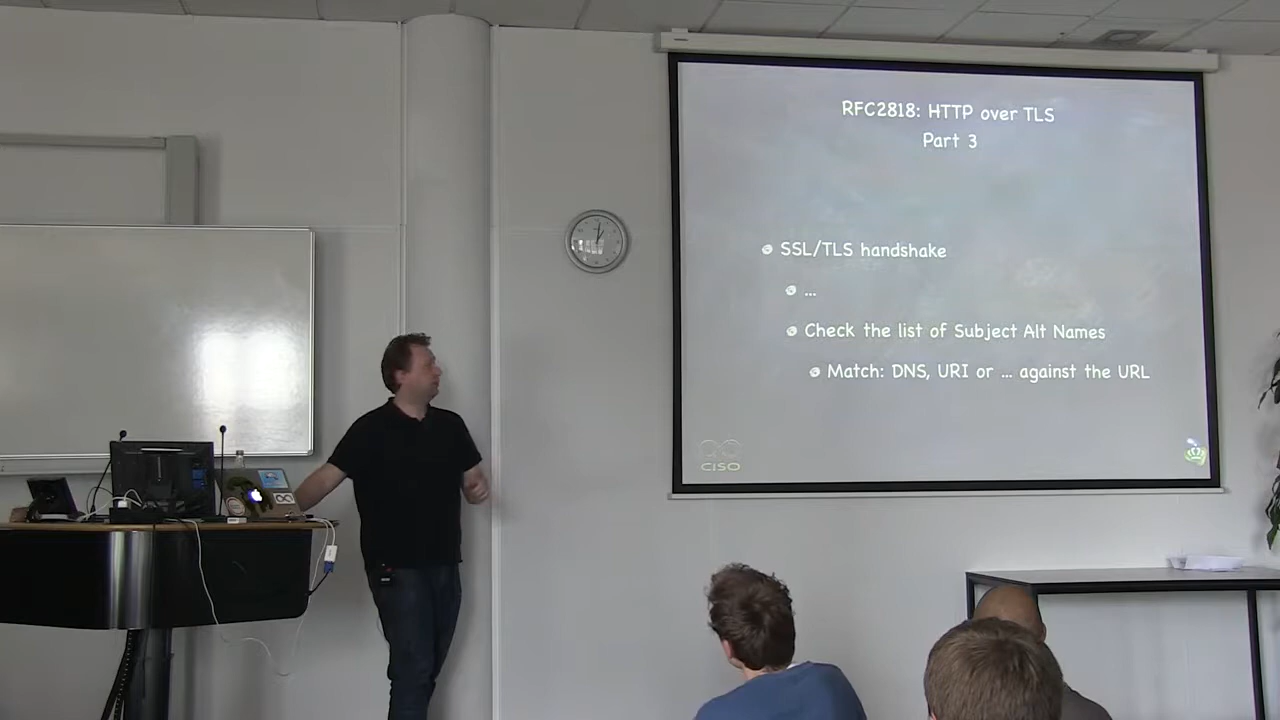 RFC2818: HTTP over TLS
Part 3
SSL/TLS handshake
...
Check the list of Subject Alt Names
Match: DNS, URI or ... against the URL
CISO